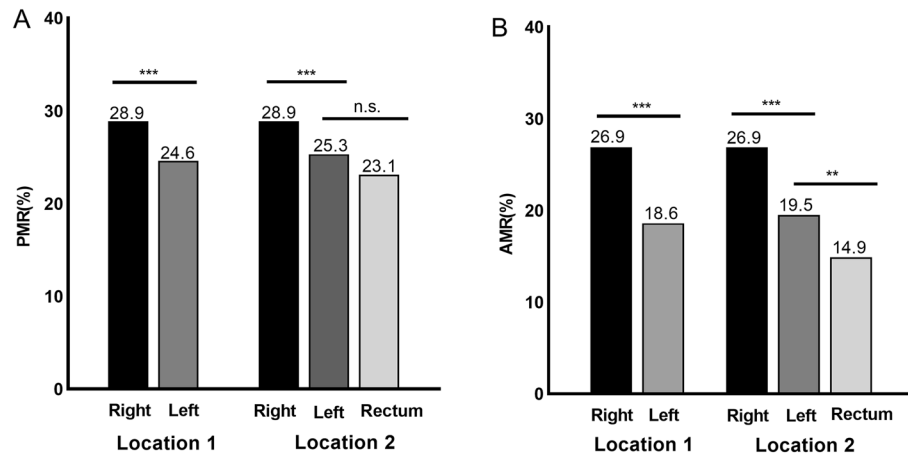 A
PMR(%)
40
30
20
10
0
***
28.9
24.6
***
n.s.
28.9
25.3
23.1
Right Left
Right Left Rectum
Location 1
Location 2
B
AMR(%)
40
30
20
10
0
***
26.9
18.6
***
**
26.9
19.5
14.9
Right Left
Right Left Rectum
Location 1
Location 2